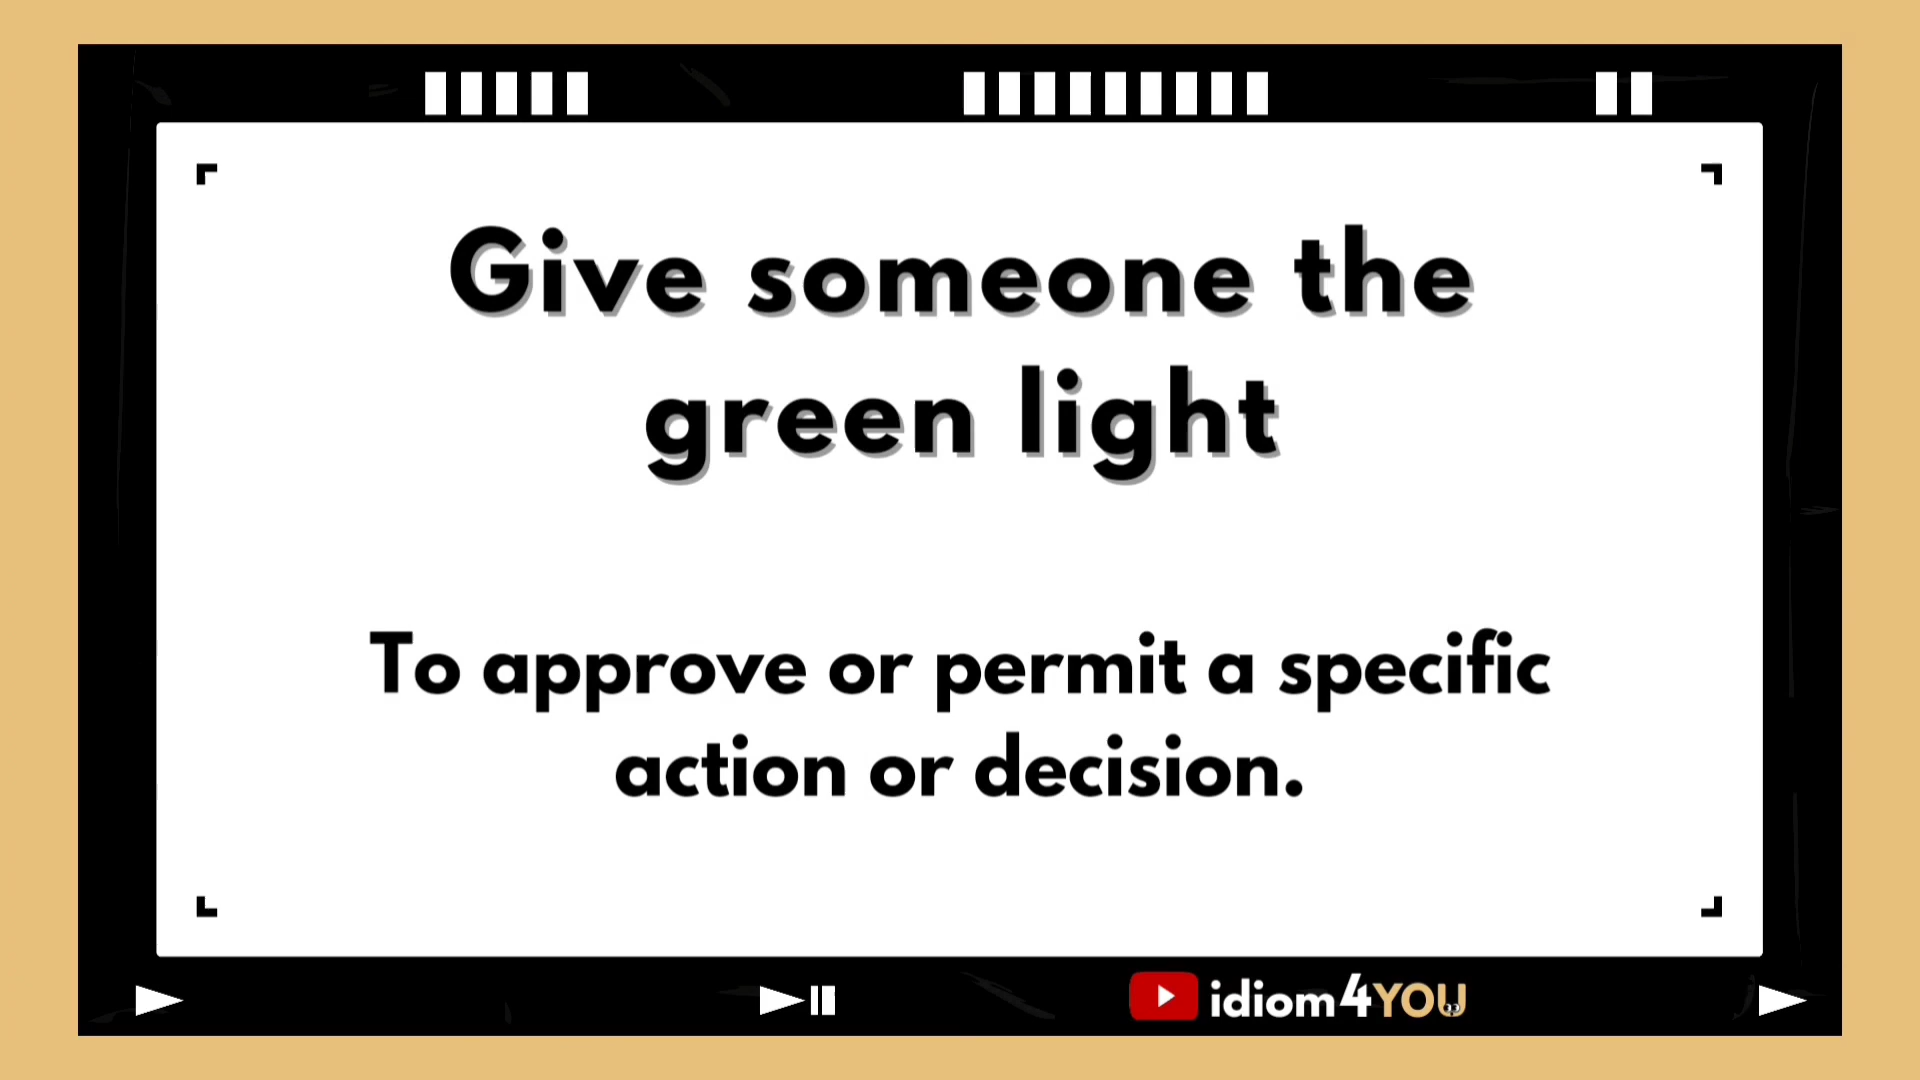 Give someone the
green light
To approve or permit a specific
action or decision.
idiom4YOU